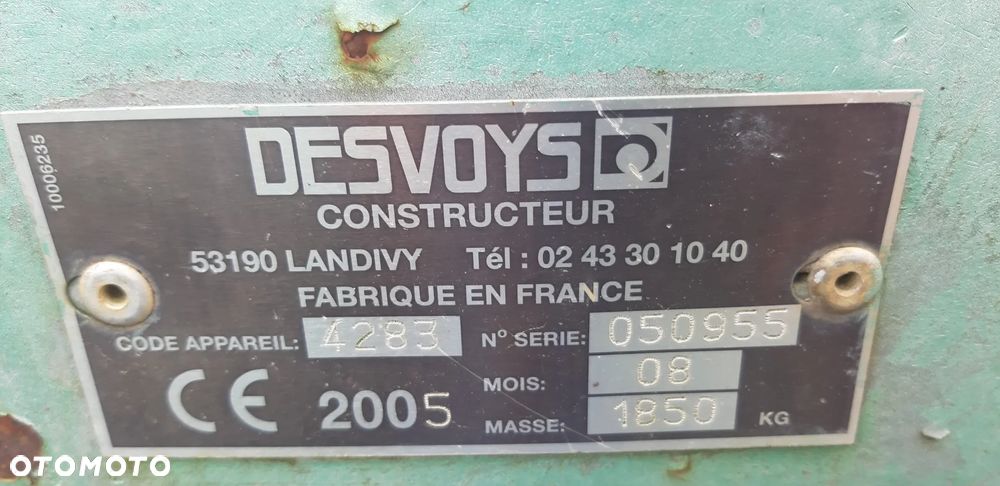 10006235
DESVOYS
CONSTRUCTEUR
53190 LANDIVY Tél : 02 43 30 10 40
FABRIQUE EN FRANCE
CODE APPAREIL: 4283 N° SERIE: 050955
MOIS: 08
CE 2005 MASSE: 1850 KG
OTOMOTO